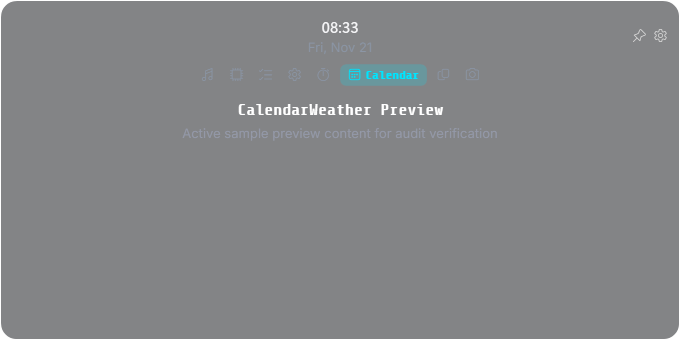 08:33
Fri, Nov 21
Calendar
CalendarWeather Preview
Active sample preview content for audit verification